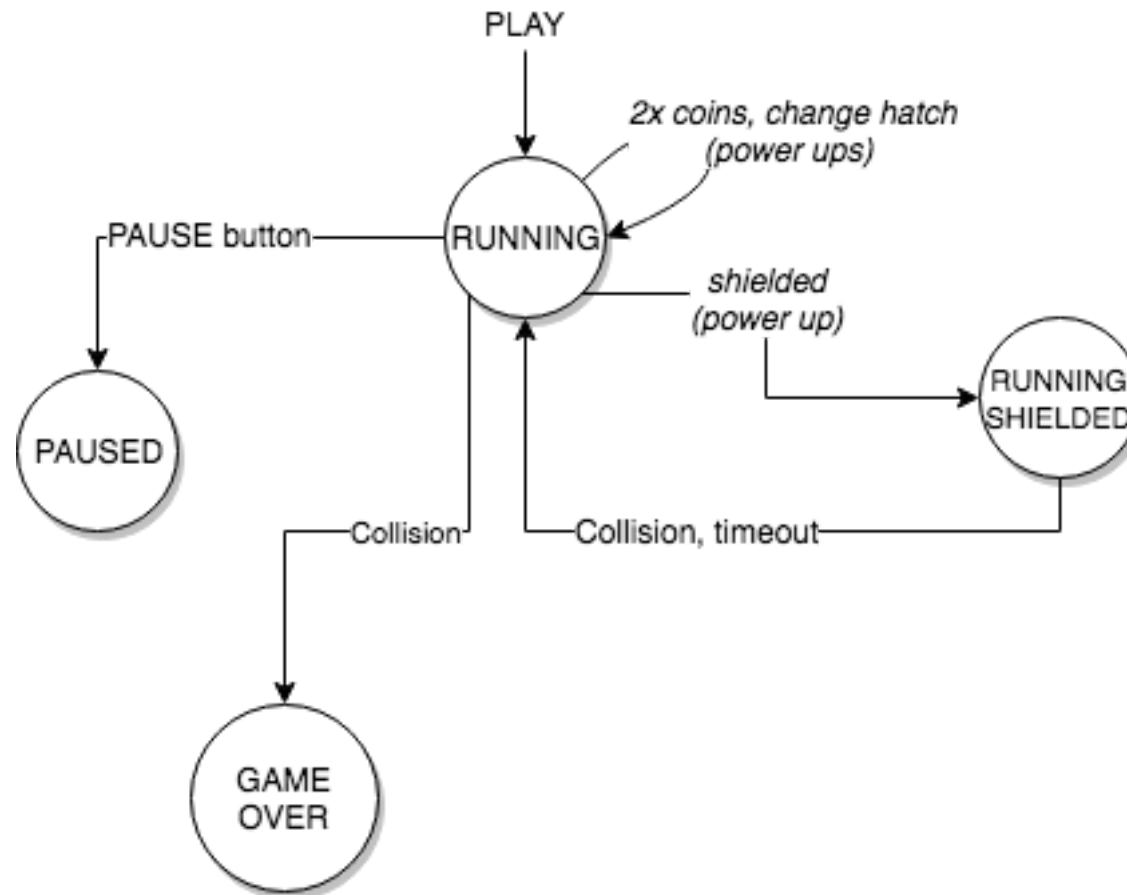 PLAY
2x coins, change hatch
(power ups)
PAUSE button
RUNNING
shielded
(power up)
RUNNING
SHIELDED
PAUSED
Collision
Collision, timeout
GAME
OVER